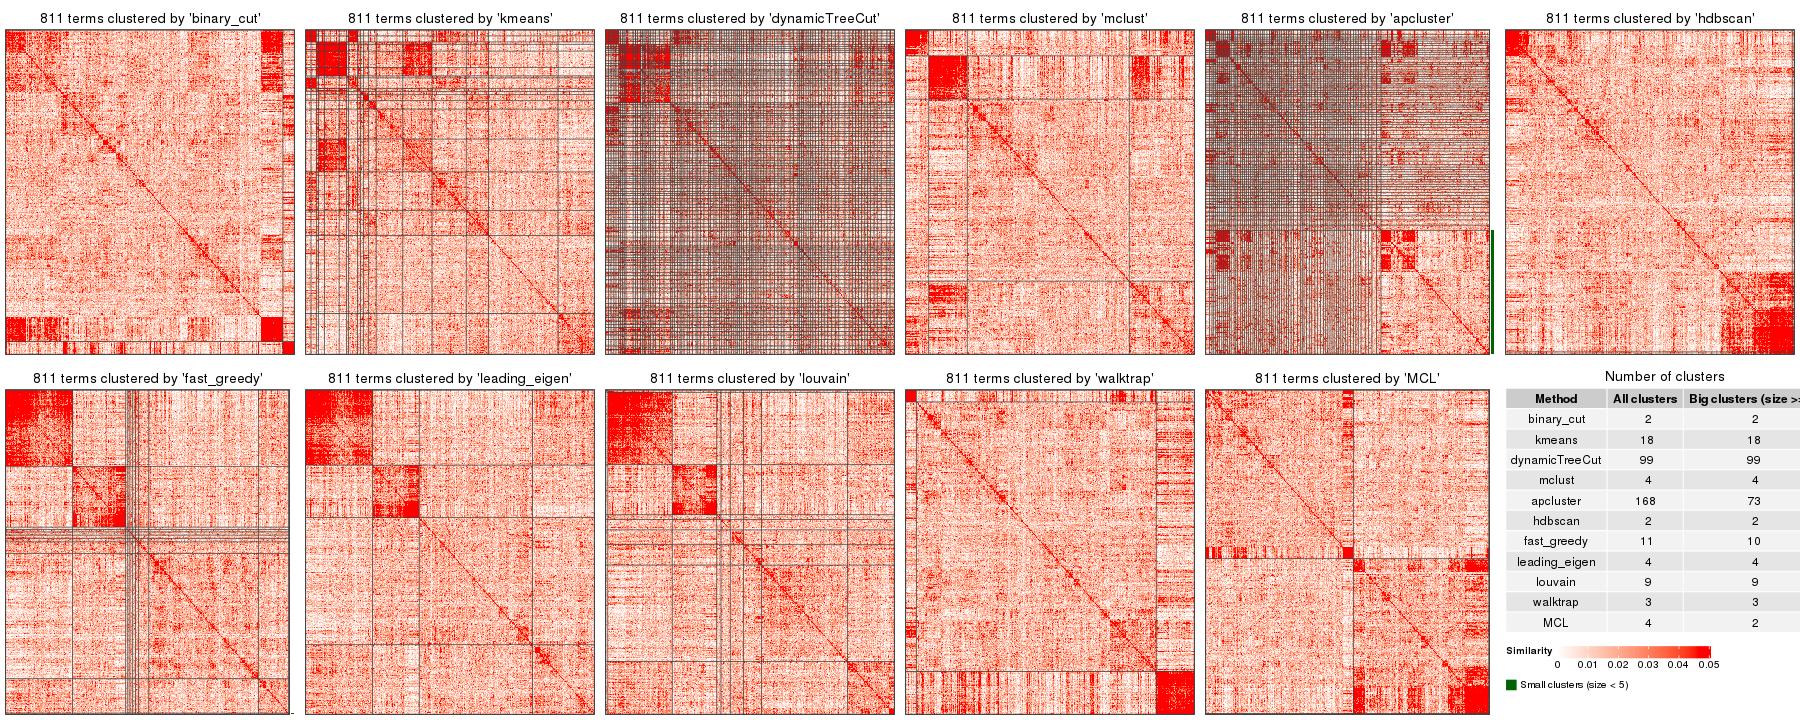 811 terms clustered by 'binary_cut'
811 terms clustered by 'kmeans'
811 terms clustered by 'dynamicTreeCut'
811 terms clustered by 'mclust'
811 terms clustered by 'apcluster'
811 terms clustered by 'hdbscan'
811 terms clustered by 'fast_greedy'
811 terms clustered by 'leading_eigen'
811 terms clustered by 'louvain'
811 terms clustered by 'walktrap'
811 terms clustered by 'MCL'
Number of clusters
Method All clusters Big clusters (size >=
binary_cut 2 2
kmeans 18 18
dynamicTreeCut 99 99
mclust 4 4
apcluster 168 73
hdbscan 2 2
fast_greedy 11 10
leading_eigen 4 4
louvain 9 9
walktrap 3 3
MCL 4 2
Similarity
0 0.01 0.02 0.03 0.04 0.05
Small clusters (size < 5)